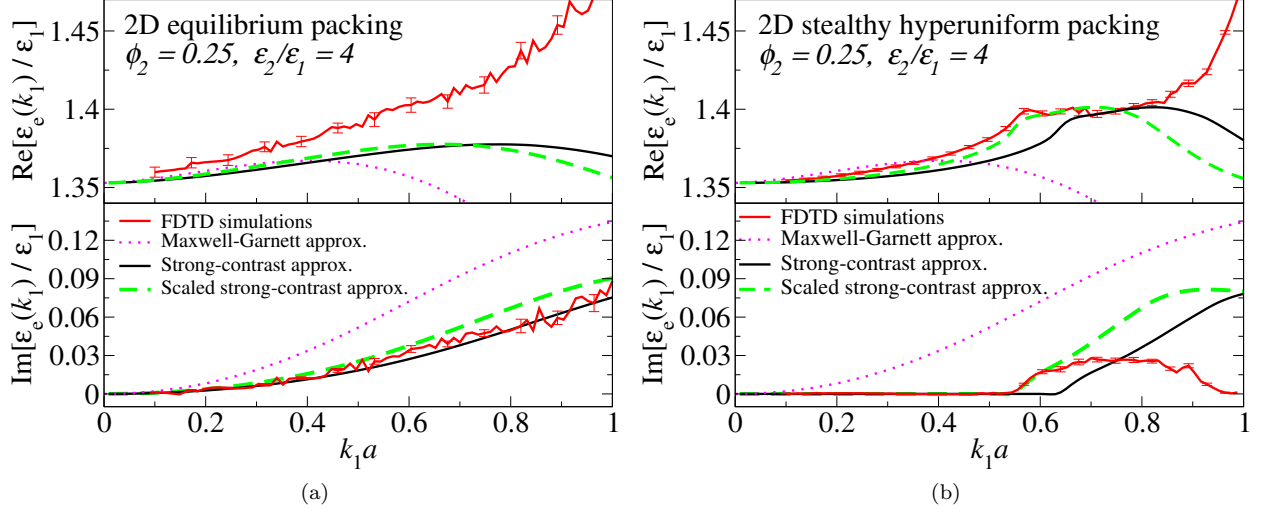 2D equilibrium packing
ϕ₂ = 0.25, ε₂/ε₁ = 4
Re[εₑ(k₁) / ε₁]
1.45
1.4
1.35
FDTD simulations
Maxwell-Garnett approx.
Strong-contrast approx.
Scaled strong-contrast approx.
Im[εₑ(k₁) / ε₁]
0.12
0.09
0.06
0.03
0
0 0.2 0.4 0.6 0.8 1
k₁a
(a)
2D stealthy hyperuniform packing
ϕ₂ = 0.25, ε₂/ε₁ = 4
Re[εₑ(k₁) / ε₁]
1.45
1.4
1.35
FDTD simulations
Maxwell-Garnett approx.
Strong-contrast approx.
Scaled strong-contrast approx.
Im[εₑ(k₁) / ε₁]
0.12
0.09
0.06
0.03
0
0 0.2 0.4 0.6 0.8 1
k₁a
(b)